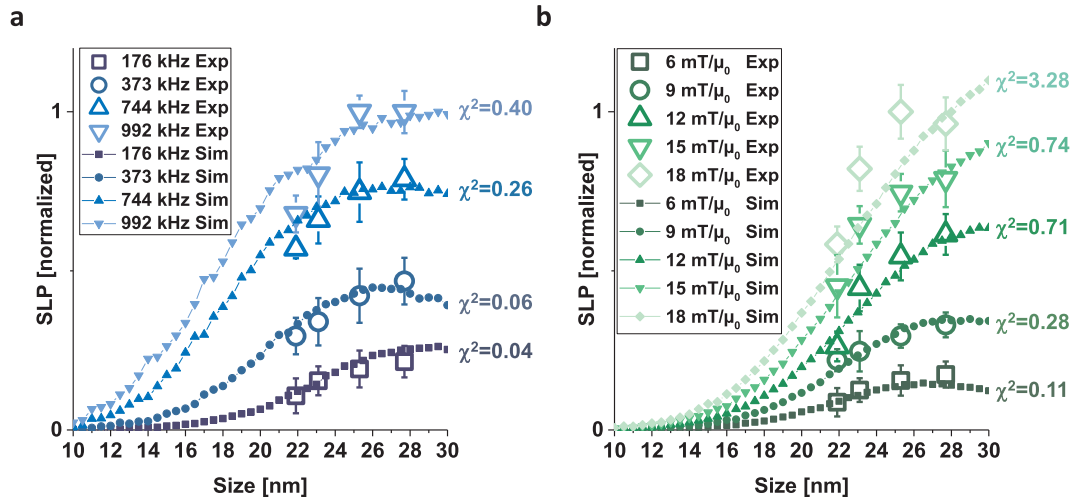 a
176 kHz Exp
373 kHz Exp
744 kHz Exp
992 kHz Exp
176 kHz Sim
373 kHz Sim
744 kHz Sim
992 kHz Sim
SLP [normalized]
1
0
10 12 14 16 18 20 22 24 26 28 30
Size [nm]
χ²=0.40
χ²=0.26
χ²=0.06
χ²=0.04
b
6 mT/μ₀ Exp
9 mT/μ₀ Exp
12 mT/μ₀ Exp
15 mT/μ₀ Exp
18 mT/μ₀ Exp
6 mT/μ₀ Sim
9 mT/μ₀ Sim
12 mT/μ₀ Sim
15 mT/μ₀ Sim
18 mT/μ₀ Sim
SLP [normalized]
1
0
10 12 14 16 18 20 22 24 26 28 30
Size [nm]
χ²=3.28
χ²=0.74
χ²=0.71
χ²=0.28
χ²=0.11